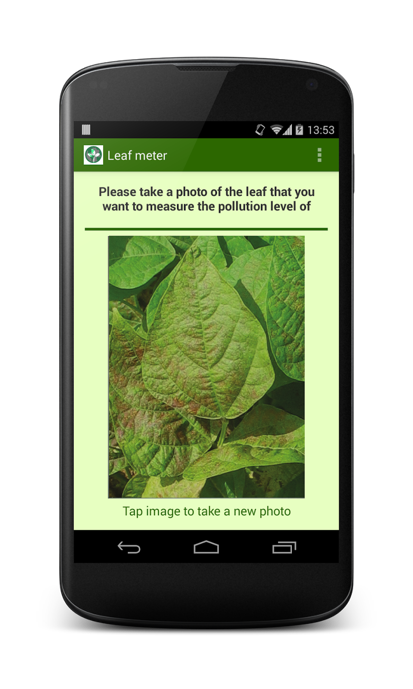 13:53
Leaf meter
Please take a photo of the leaf that you
want to measure the pollution level of
Tap image to take a new photo